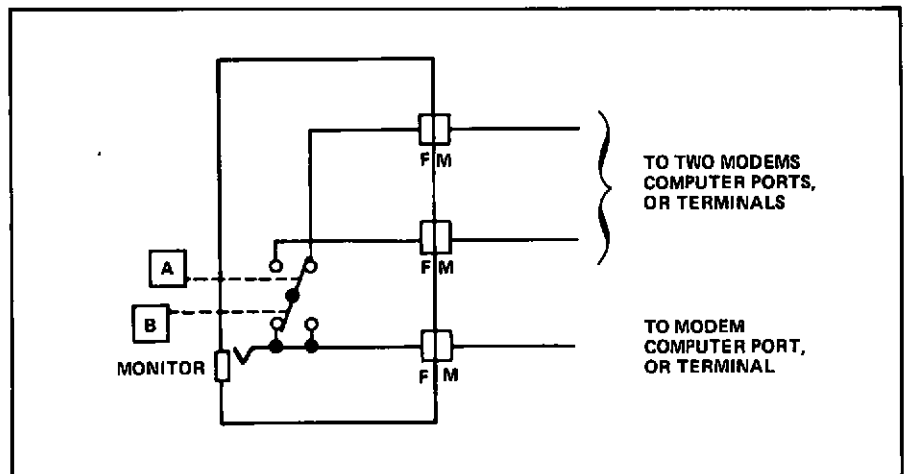 F M
TO TWO MODEMS
COMPUTER PORTS,
OR TERMINALS
F M
A
B
MONITOR
F M
TO MODEM
COMPUTER PORT,
OR TERMINAL